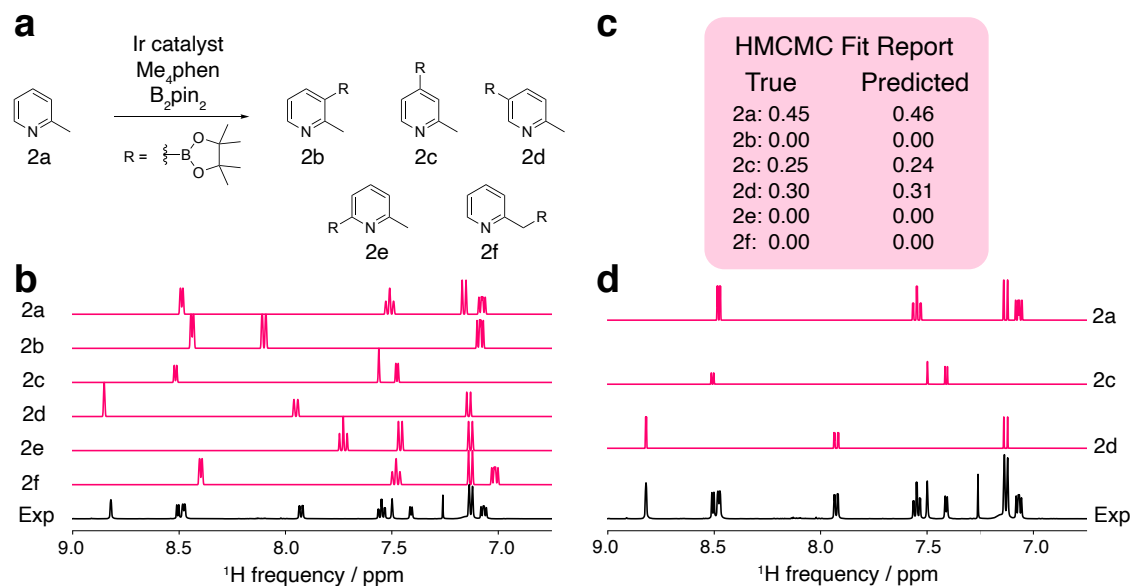 a
Ir catalyst
Me4phen
B2pin2
R =
B
O
O
N
2a
R
N
2b
R
N
2c
R
N
2d
R
N
2e
N
R
2f
b
2a
2b
2c
2d
2e
2f
Exp
9.0 8.5 8.0 7.5 7.0
¹H frequency / ppm
c
HMCMC Fit Report
True Predicted
2a: 0.45 0.46
2b: 0.00 0.00
2c: 0.25 0.24
2d: 0.30 0.31
2e: 0.00 0.00
2f: 0.00 0.00
d
2a
2c
2d
Exp
9.0 8.5 8.0 7.5 7.0
¹H frequency / ppm